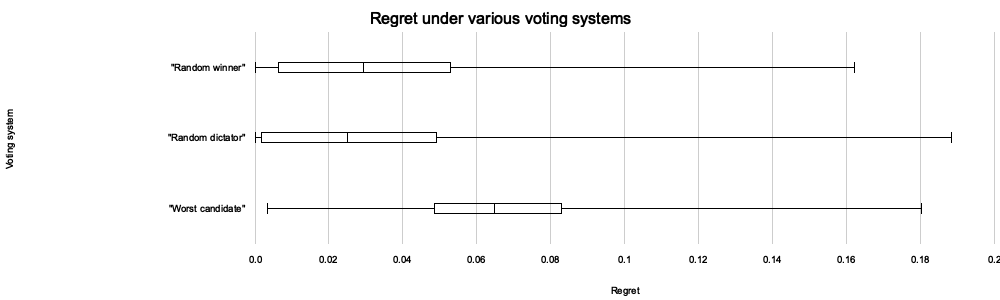 Regret under various voting systems
Voting system
"Random winner"
"Random dictator"
"Worst candidate"
0.0 0.02 0.04 0.06 0.08 0.1 0.12 0.14 0.16 0.18 0.2
Regret